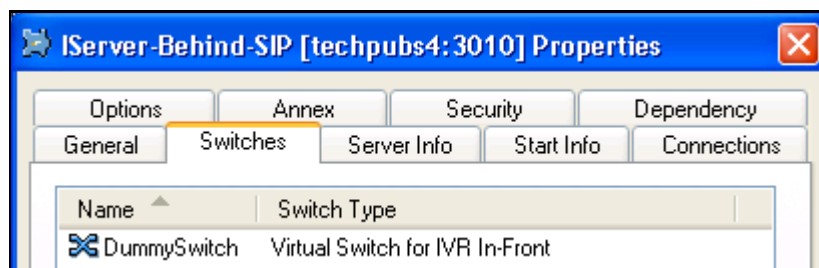 IServer-Behind-SIP [techpubs4:3010] Properties
Options Annex Security Dependency
General Switches Server Info Start Info Connections
Name Switch Type
DummySwitch Virtual Switch for IVR In-Front